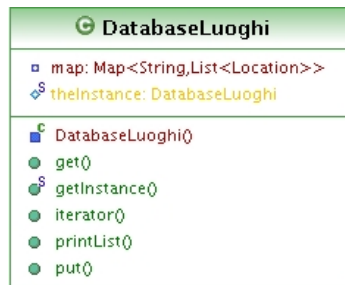 DatabaseLuoghi
map: Map<String,List<Location>>
theInstance: DatabaseLuoghi
DatabaseLuoghi()
get()
getInstance()
iterator()
printList()
put()